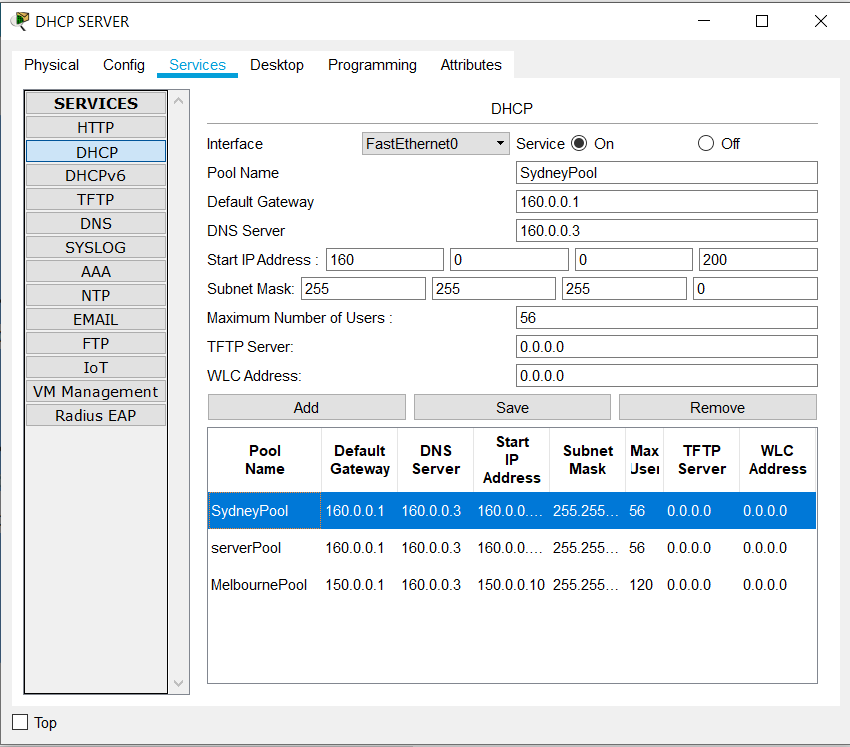 DHCP SERVER
Physical Config Services Desktop Programming Attributes
SERVICES
HTTP
DHCP
DHCPv6
TFTP
DNS
SYSLOG
AAA
NTP
EMAIL
FTP
IoT
VM Management
Radius EAP
DHCP
Interface FastEthernet0 Service On Off
Pool Name SydneyPool
Default Gateway 160.0.0.1
DNS Server 160.0.0.3
Start IP Address : 160 0 0 200
Subnet Mask: 255 255 255 0
Maximum Number of Users : 56
TFTP Server: 0.0.0.0
WLC Address: 0.0.0.0
Add Save Remove
Pool Name Default Gateway DNS Server Start IP Address Subnet Mask Max User TFTP Server WLC Address
SydneyPool 160.0.0.1 160.0.0.3 160.0.0.… 255.255… 56 0.0.0.0 0.0.0.0
serverPool 160.0.0.1 160.0.0.3 160.0.0.… 255.255… 56 0.0.0.0 0.0.0.0
MelbournePool 150.0.0.1 160.0.0.3 150.0.0.10 255.255… 120 0.0.0.0 0.0.0.0
Top